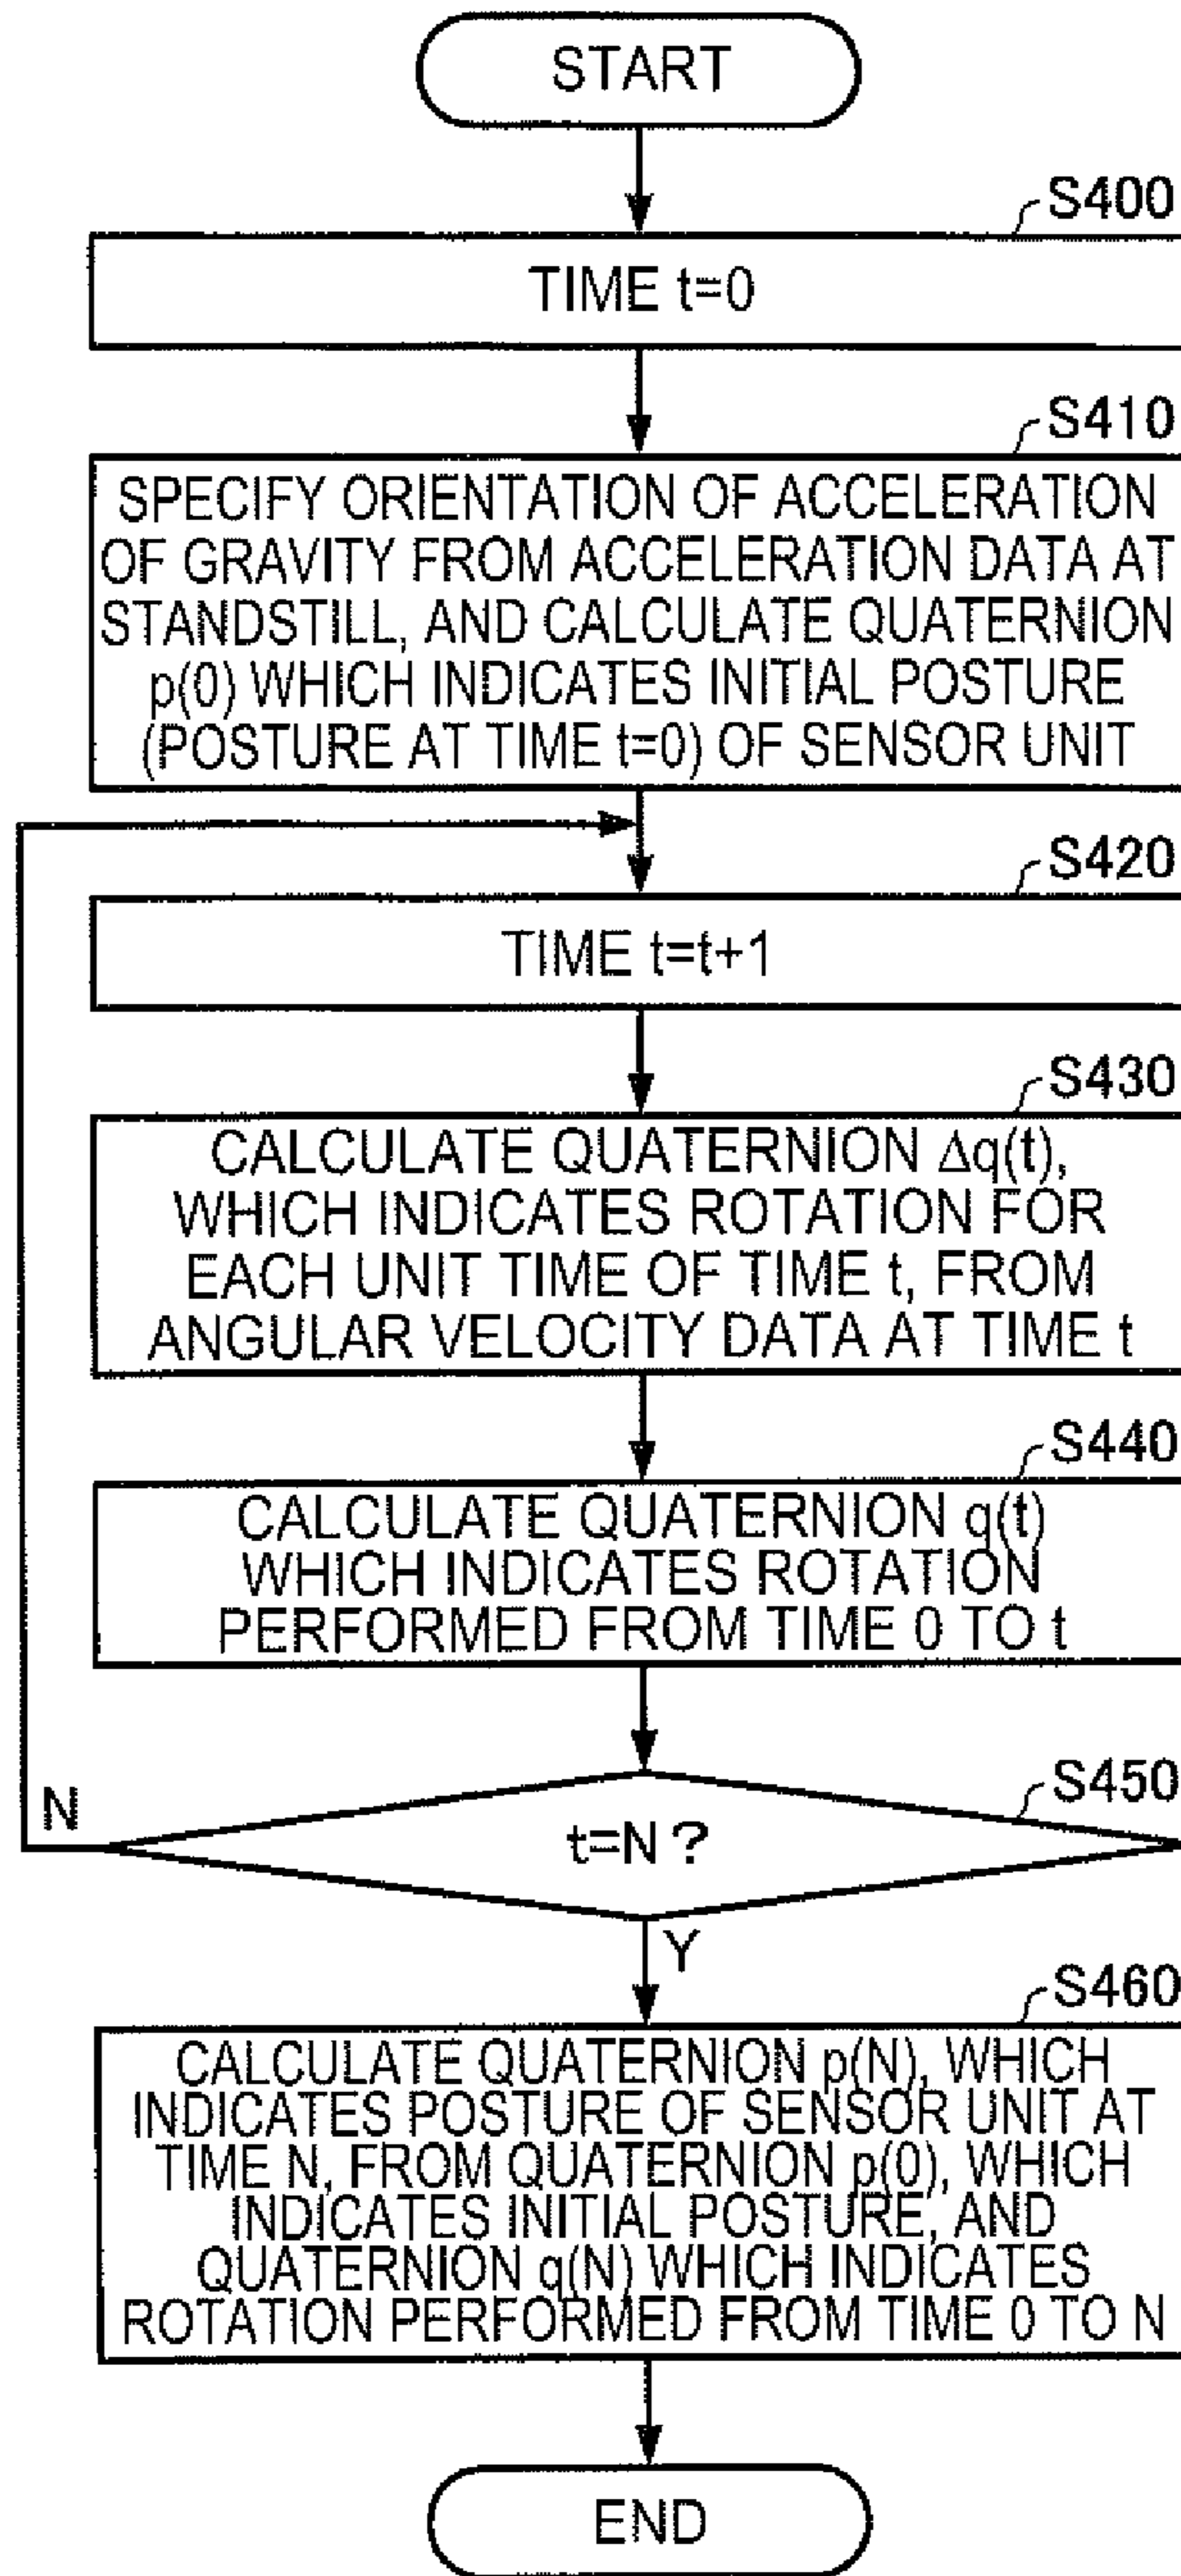 START
S400
TIME t=0
S410
SPECIFY ORIENTATION OF ACCELERATION
OF GRAVITY FROM ACCELERATION DATA AT
STANDSTILL, AND CALCULATE QUATERNION
p(0) WHICH INDICATES INITIAL POSTURE
(POSTURE AT TIME t=0) OF SENSOR UNIT
S420
TIME t=t+1
S430
CALCULATE QUATERNION Δq(t),
WHICH INDICATES ROTATION FOR
EACH UNIT TIME OF TIME t, FROM
ANGULAR VELOCITY DATA AT TIME t
S440
CALCULATE QUATERNION q(t)
WHICH INDICATES ROTATION
PERFORMED FROM TIME 0 TO t
S450
N
t=N ?
Y
S460
CALCULATE QUATERNION p(N), WHICH
INDICATES POSTURE OF SENSOR UNIT AT
TIME N, FROM QUATERNION p(0), WHICH
INDICATES INITIAL POSTURE, AND
QUATERNION q(N) WHICH INDICATES
ROTATION PERFORMED FROM TIME 0 TO N
END